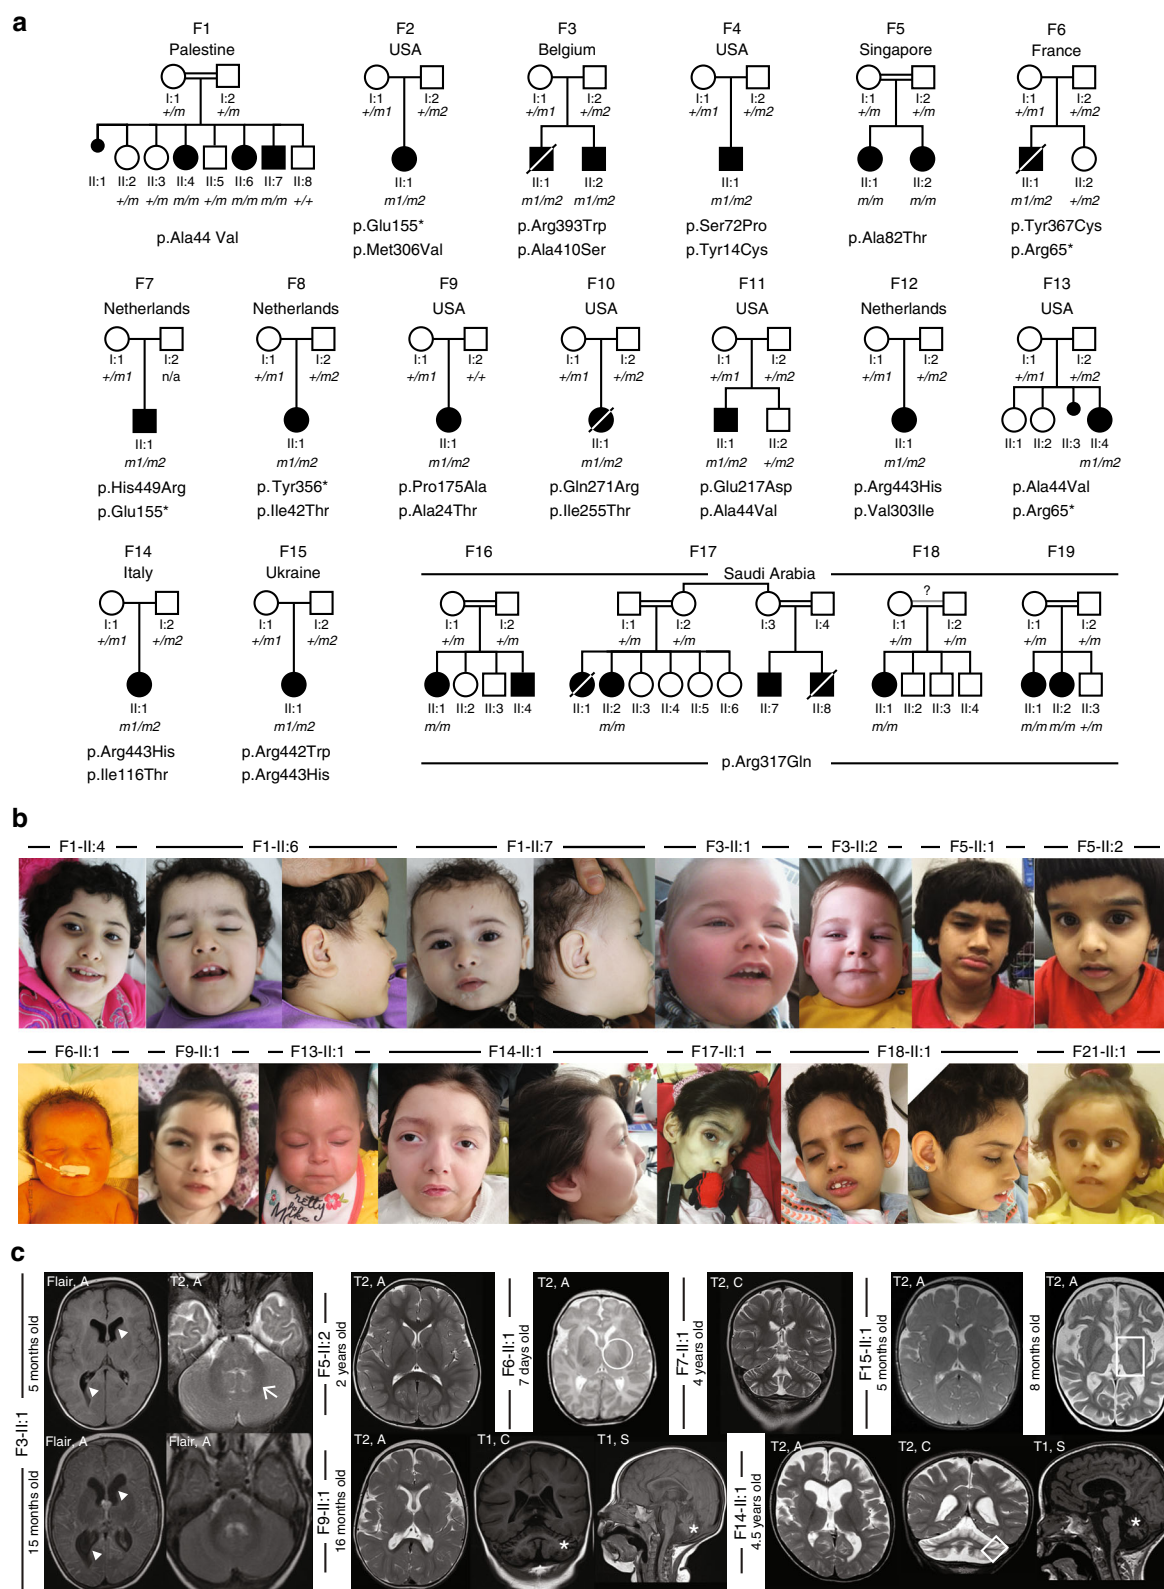 a
F1 F2 F3 F4 F5 F6
Palestine USA Belgium USA Singapore France
I:1 I:2 I:1 I:2 I:1 I:2 I:1 I:2 I:1 I:2 I:1 I:2
+/m +/m +/m1 +/m2 +/m1 +/m2 +/m1 +/m2 +/m +/m +/m1 +/m2
II:1 II:2 II:3 II:4 II:5 II:6 II:7 II:8 II:1 II:1 II:2 II:1 II:1 II:2 II:1 II:2
+/m +/m m/m +/m m/m m/m +/+ m1/m2 m1/m2 m1/m2 m1/m2 m/m m/m m1/m2 +/m2
p.Ala44 Val p.Glu155* p.Arg393Trp p.Ser72Pro p.Ala82Thr p.Tyr367Cys
p.Met306Val p.Ala410Ser p.Tyr14Cys p.Arg65*
F7 F8 F9 F10 F11 F12 F13
Netherlands Netherlands USA USA USA Netherlands USA
I:1 I:2 I:1 I:2 I:1 I:2 I:1 I:2 I:1 I:2 I:1 I:2 I:1 I:2
+/m1 n/a +/m1 +/m2 +/m1 +/+ +/m1 +/m2 +/m1 +/m2 +/m1 +/m2 +/m1 +/m2
II:1 II:1 II:1 II:1 II:1 II:2 II:1 II:1 II:2 II:3 II:4
m1/m2 m1/m2 m1/m2 m1/m2 m1/m2 +/m2 m1/m2 m1/m2
p.His449Arg p.Tyr356* p.Pro175Ala p.Gln271Arg p.Glu217Asp p.Arg443His p.Ala44Val
p.Glu155* p.Ile42Thr p.Ala24Thr p.Ile255Thr p.Ala44Val p.Val303Ile p.Arg65*
F14 F15 F16 F17 F18 F19
Italy Ukraine Saudi Arabia
?
I:1 I:2 I:1 I:2 I:1 I:2 I:1 I:2 I:3 I:4 I:1 I:2 I:1 I:2
+/m1 +/m2 +/m1 +/m2 +/m +/m +/m +/m +/m +/m +/m +/m
II:1 II:1 II:1 II:2 II:3 II:4 II:1 II:2 II:3 II:4 II:5 II:6 II:7 II:8 II:1 II:2 II:3 II:4 II:1 II:2 II:3
m1/m2 m1/m2 m/m m/m m/m m/m m/m +/m
p.Arg443His p.Arg442Trp p.Arg317Gln
p.Ile116Thr p.Arg443His
b
F1-II:4 F1-II:6 F1-II:7 F3-II:1 F3-II:2 F5-II:1 F5-II:2
F6-II:1 F9-II:1 F13-II:1 F14-II:1 F17-II:1 F18-II:1 F21-II:1
Pretty
c
F3-II:1
5 months old
Flair, A T2, A
F5-II:2
2 years old
T2, A
F6-II:1
7 days old
T2, A
F7-II:1
4 years old
T2, C
F15-II:1
5 months old
T2, A
8 months old
T2, A
15 months old
Flair, A Flair, A
F9-II:1
16 months old
T2, A T1, C T1, S
* *
F14-II:1
4.5 years old
T2, A T2, C T1, S
*